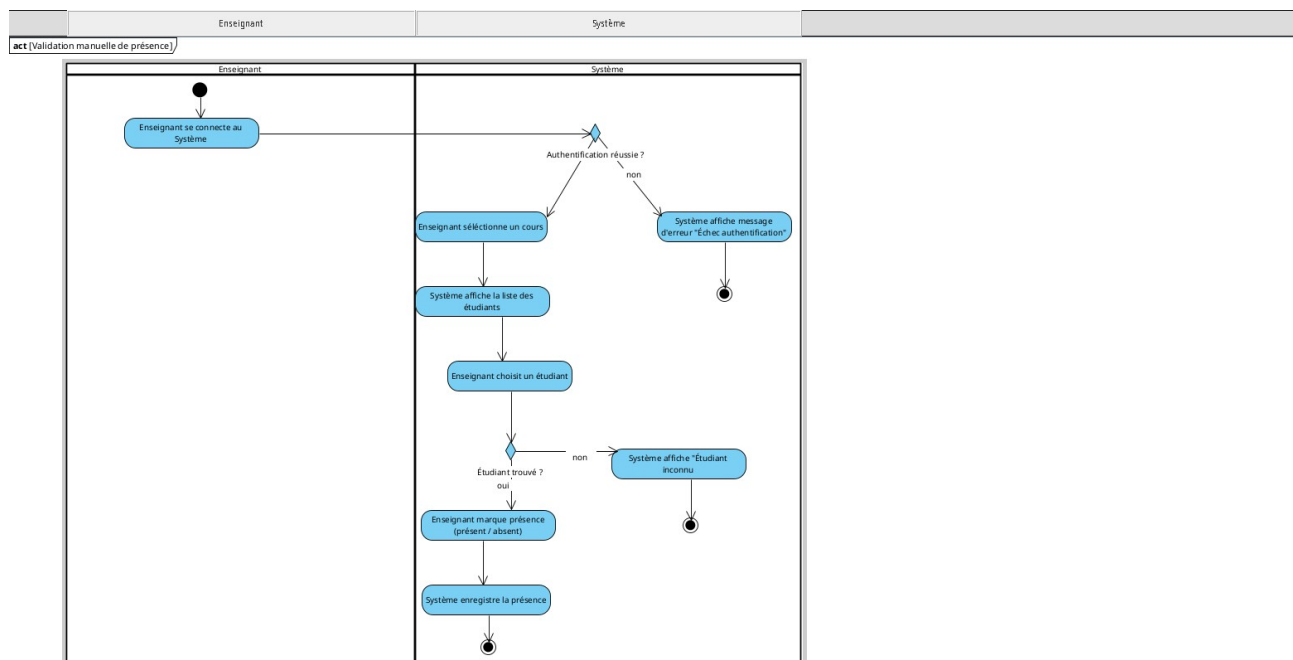 Enseignant
Système
act [Validation manuelle de présence]
Enseignant
Système
Enseignant se connecte au
Système
Authentification réussie ?
non
Enseignant séléctionne un cours
Système affiche message
d'erreur "Échec authentification"
Système affiche la liste des
étudiants
Enseignant choisit un étudiant
Étudiant trouvé ?
oui
non
Système affiche "Étudiant
inconnu
Enseignant marque présence
(présent / absent)
Système enregistre la présence